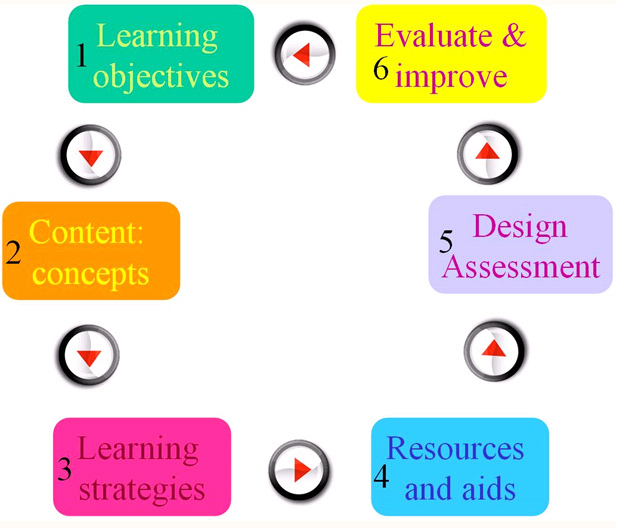 1 Learning
objectives
2 Content:
concepts
3 Learning
strategies
Resources
4 and aids
5 Design
Assessment
Evaluate &
6 improve